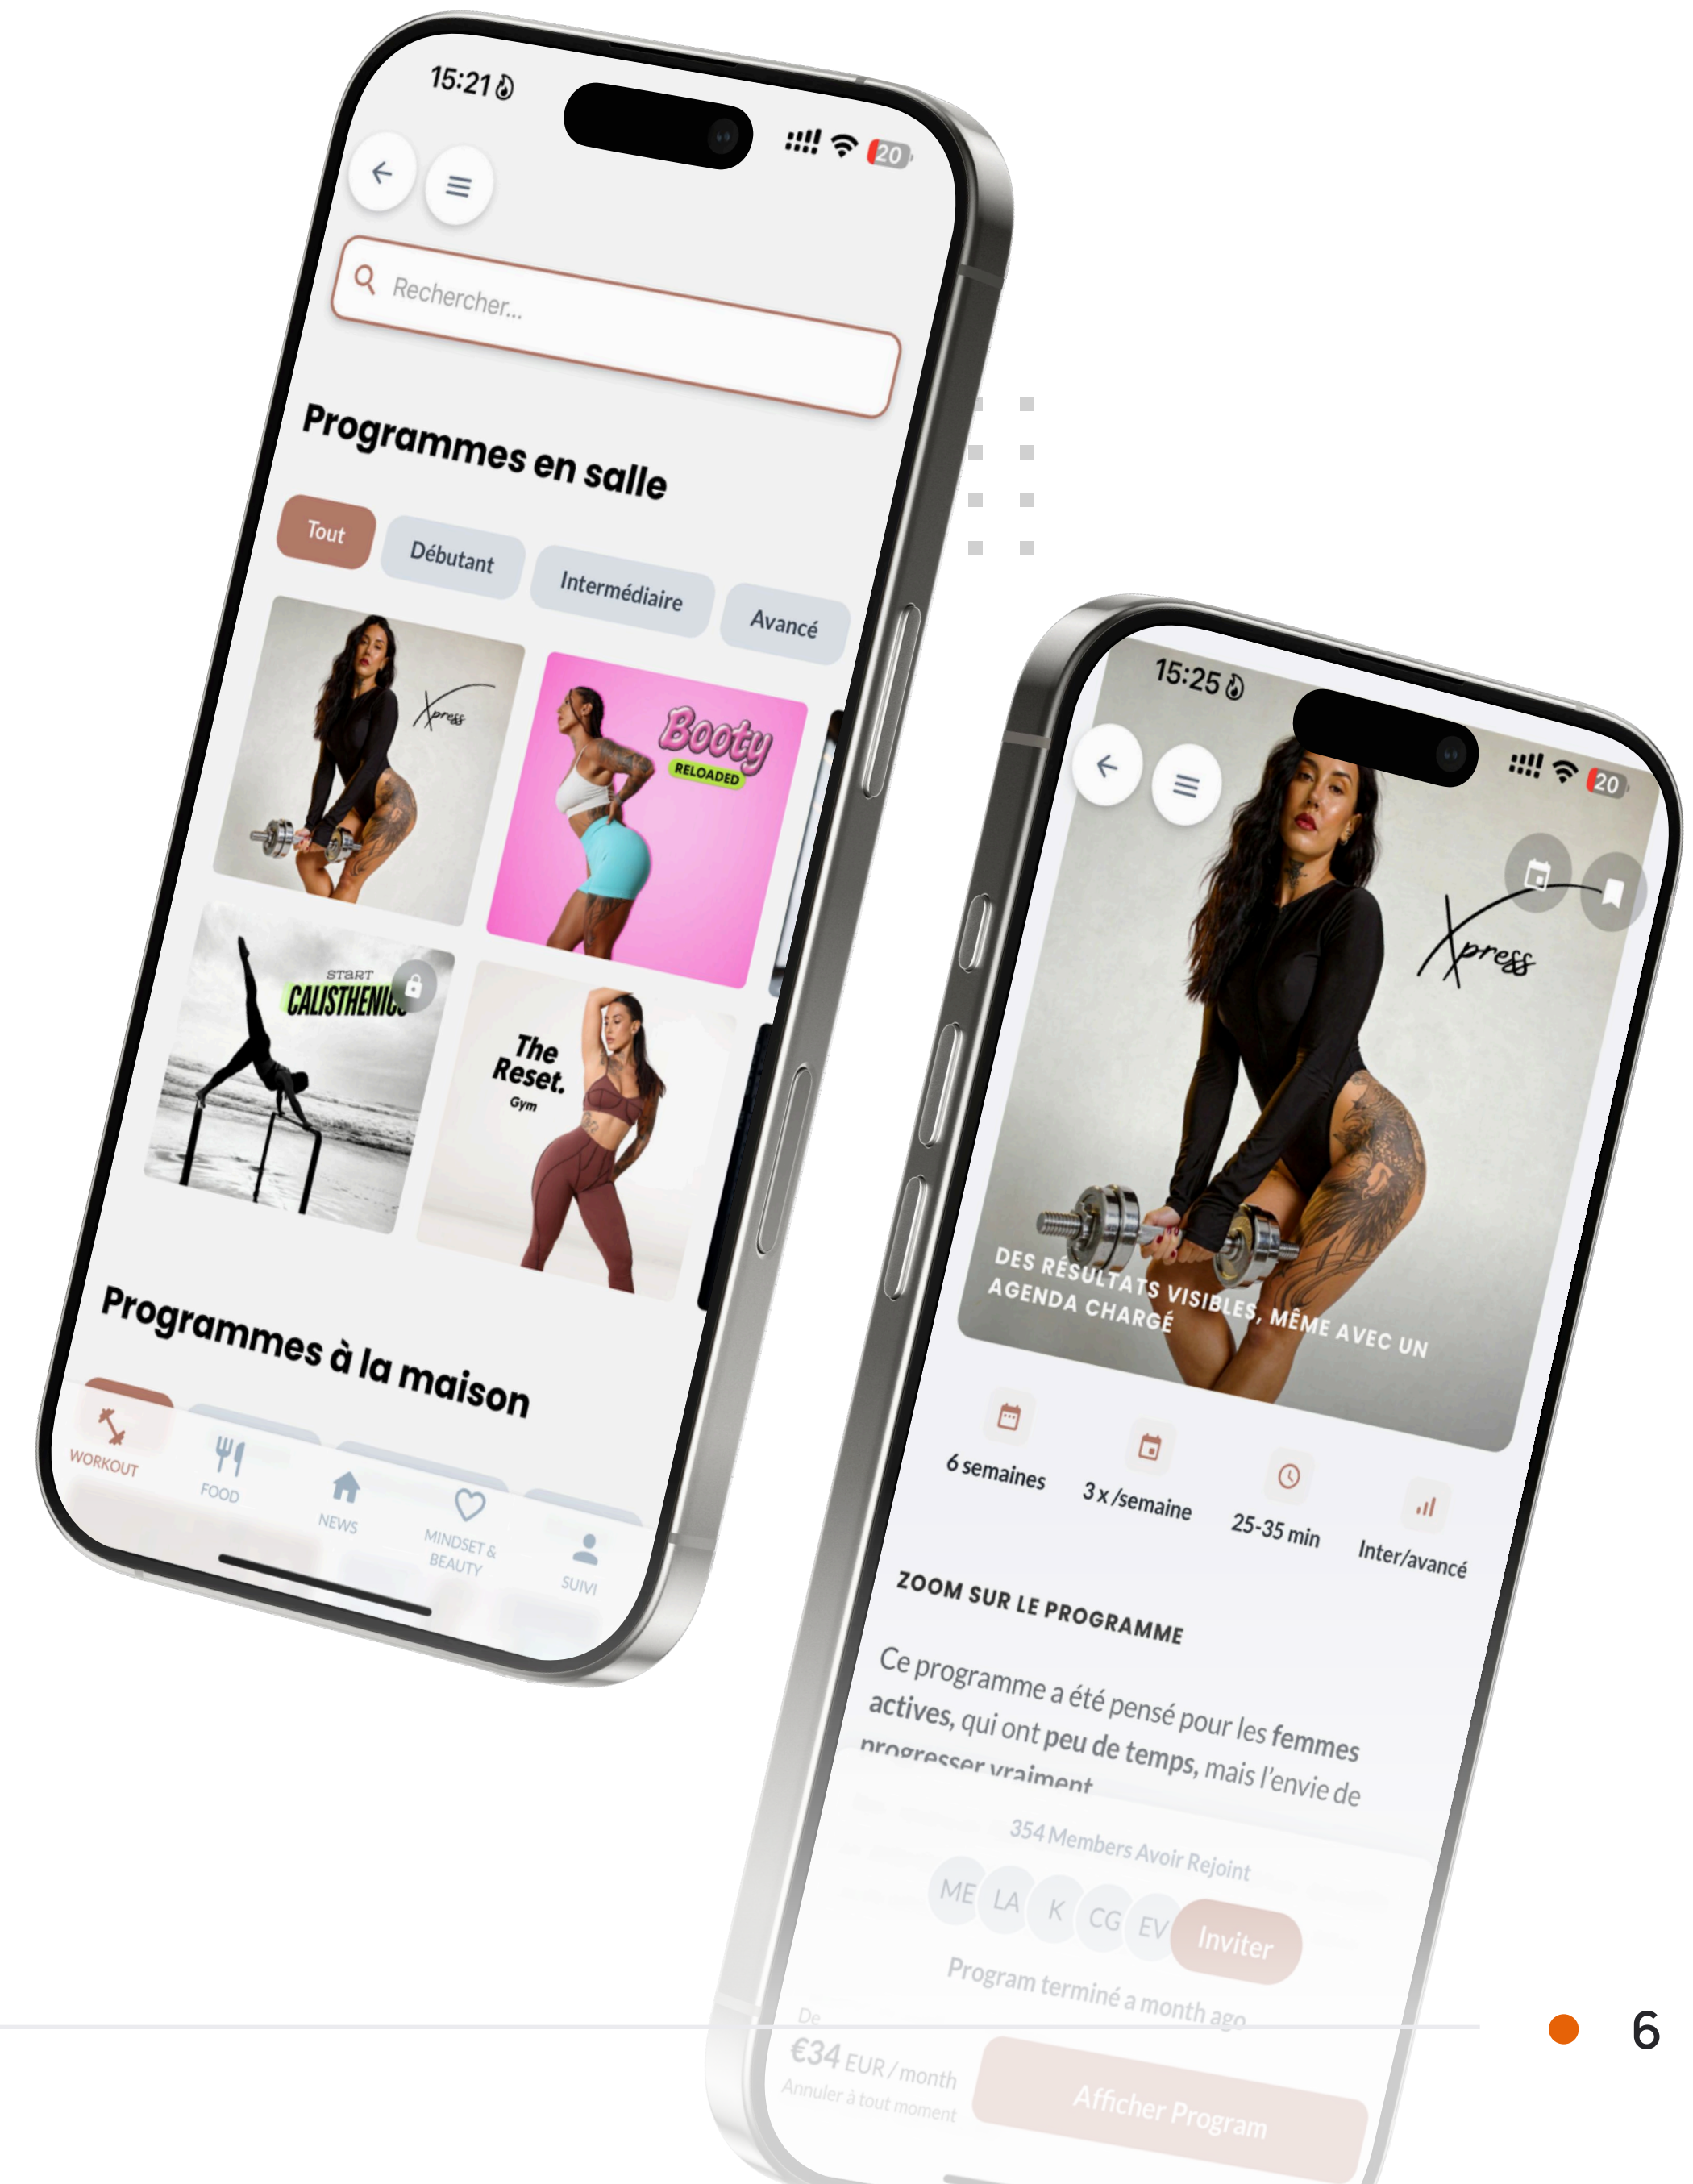 15:21
20
Rechercher...
Programmes en salle
Tout
Débutant
Intermédiaire
Avancé
Xpress
Booty
RELOADED
START
CALISTHENICS
The
Reset.
Gym
Programmes à la maison
WORKOUT
FOOD
NEWS
MINDSET &
BEAUTY
SUIVI
15:25
20
Xpress
DES RÉSULTATS VISIBLES, MÊME AVEC UN
AGENDA CHARGÉ
6 semaines
3 x /semaine
25-35 min
Inter/avancé
ZOOM SUR LE PROGRAMME
Ce programme a été pensé pour les femmes
actives, qui ont peu de temps, mais l'envie de
progresser vraiment
354 Members Avoir Rejoint
ME
LA
K
CG
EV
Inviter
Program terminé a month ago
De
€34 EUR / month
Annuler à tout moment
Afficher Program
6